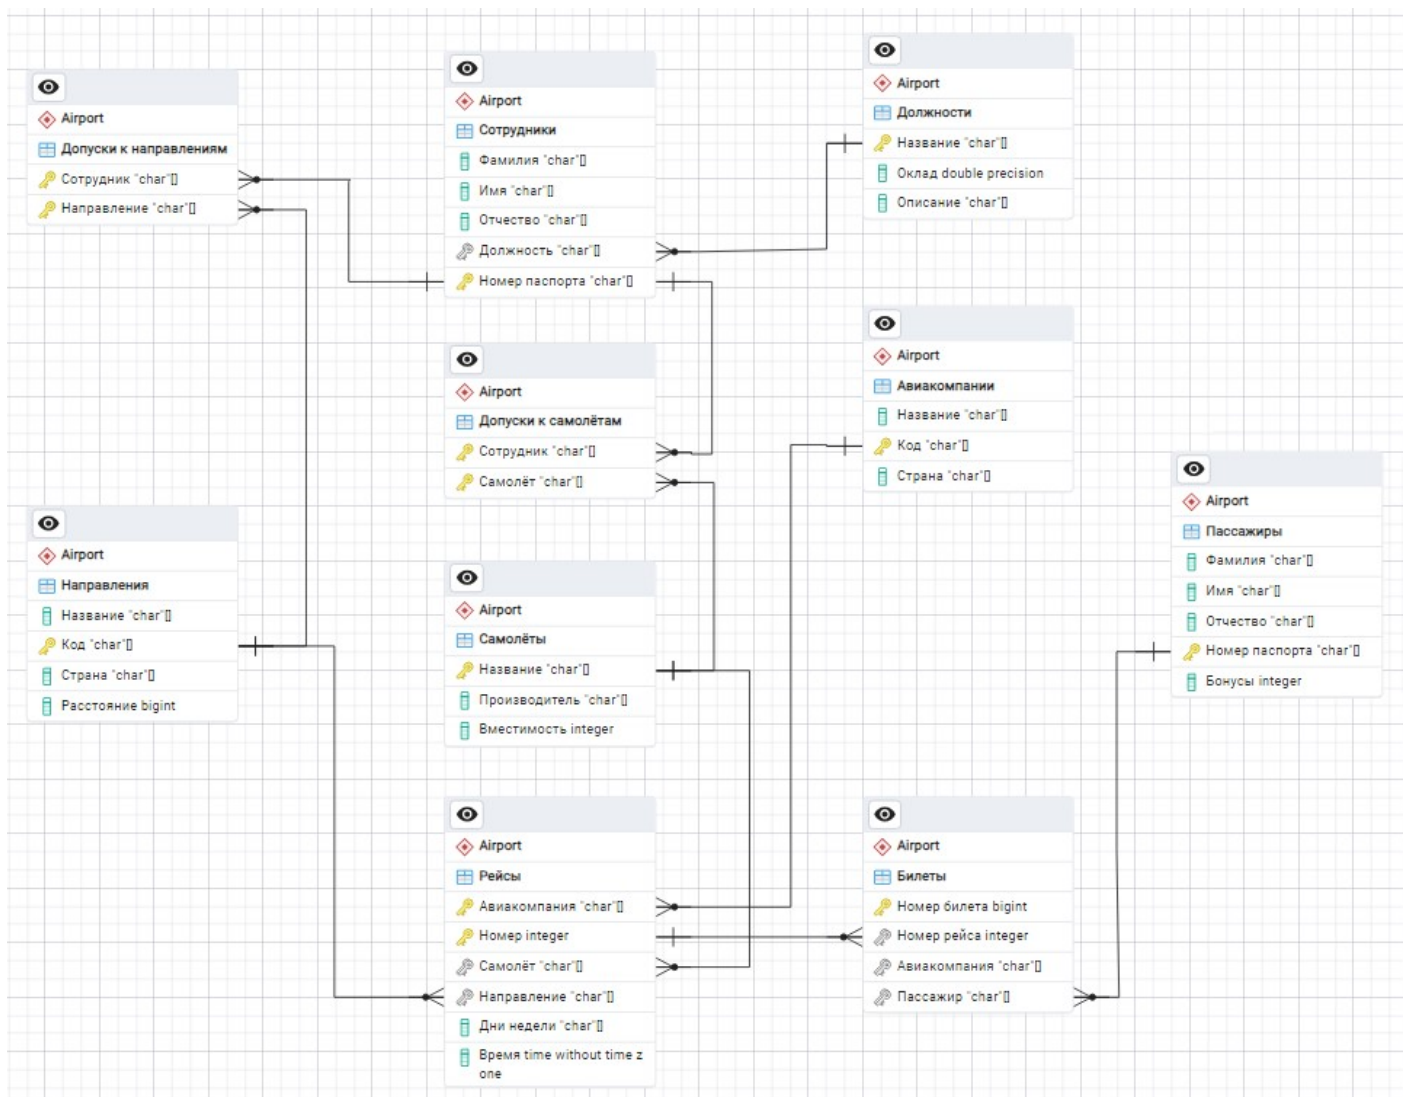 Airport
Допуски к направлениям
Сотрудник "char"[]
Направление "char"[]
Airport
Сотрудники
Фамилия "char"[]
Имя "char"[]
Отчество "char"[]
Должность "char"[]
Номер паспорта "char"[]
Airport
Должности
Название "char"[]
Оклад double precision
Описание "char"[]
Airport
Допуски к самолётам
Сотрудник "char"[]
Самолёт "char"[]
Airport
Авиакомпании
Название "char"[]
Код "char"[]
Страна "char"[]
Airport
Направления
Название "char"[]
Код "char"[]
Страна "char"[]
Расстояние bigint
Airport
Самолёты
Название "char"[]
Производитель "char"[]
Вместимость integer
Airport
Пассажиры
Фамилия "char"[]
Имя "char"[]
Отчество "char"[]
Номер паспорта "char"[]
Бонусы integer
Airport
Рейсы
Авиакомпания "char"[]
Номер integer
Самолёт "char"[]
Направление "char"[]
Дни недели "char"[]
Время time without time z
one
Airport
Билеты
Номер билета bigint
Номер рейса integer
Авиакомпания "char"[]
Пассажир "char"[]